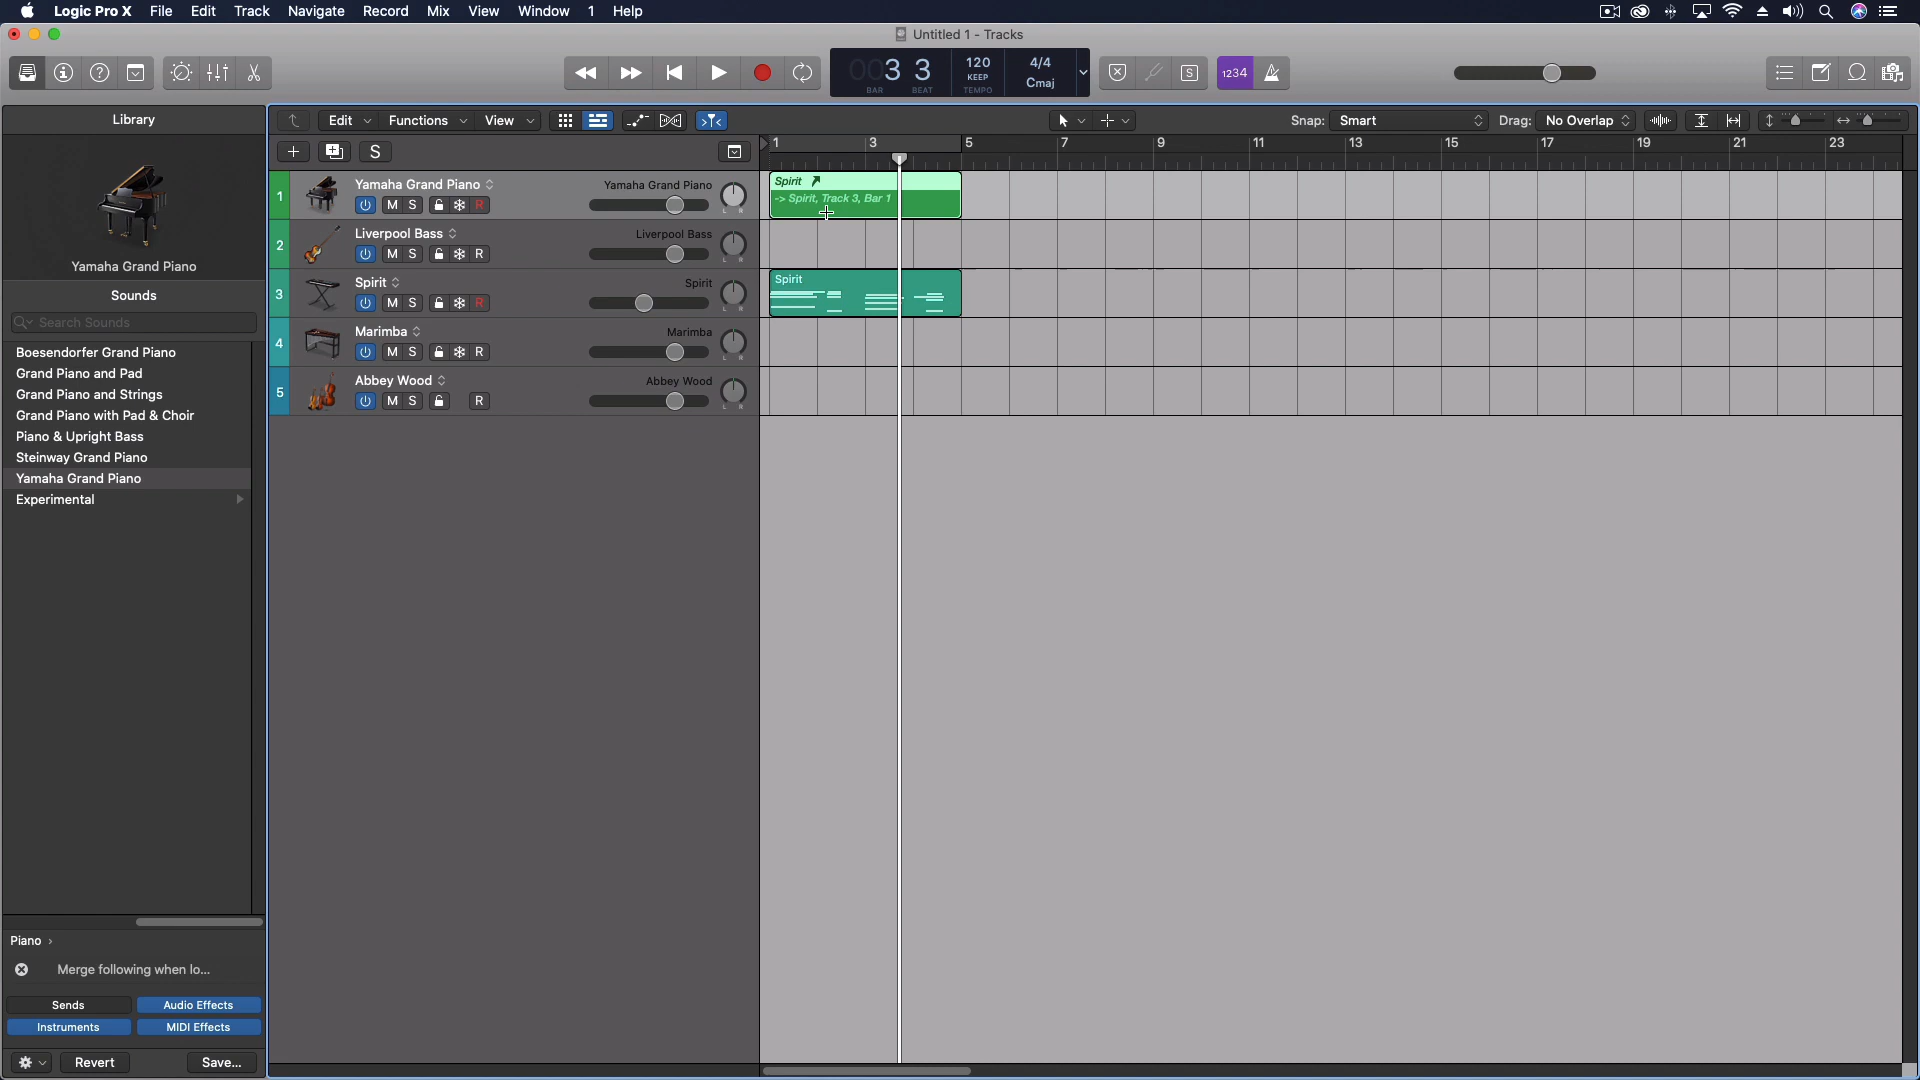 Logic Pro X File Edit Track Navigate Record Mix View Window 1 Help
Untitled 1 - Tracks
003 3
BAR BEAT
120
KEEP
TEMPO
4/4
Cmaj
S
1234
Library
Edit Functions View
Snap: Smart
Drag: No Overlap
S
1 3 5 7 9 11 13 15 17 19 21 23
Yamaha Grand Piano
Sounds
Search Sounds
Boesendorfer Grand Piano
Grand Piano and Pad
Grand Piano and Strings
Grand Piano with Pad & Choir
Piano & Upright Bass
Steinway Grand Piano
Yamaha Grand Piano
Experimental
Piano ›
Merge following when lo...
Sends Audio Effects
Instruments MIDI Effects
Revert Save...
1 Yamaha Grand Piano Yamaha Grand Piano
M S R L R
2 Liverpool Bass Liverpool Bass
M S R L R
3 Spirit Spirit
M S R L R
4 Marimba Marimba
M S R L R
5 Abbey Wood Abbey Wood
M S R L R
Spirit
-> Spirit, Track 3, Bar 1
Spirit